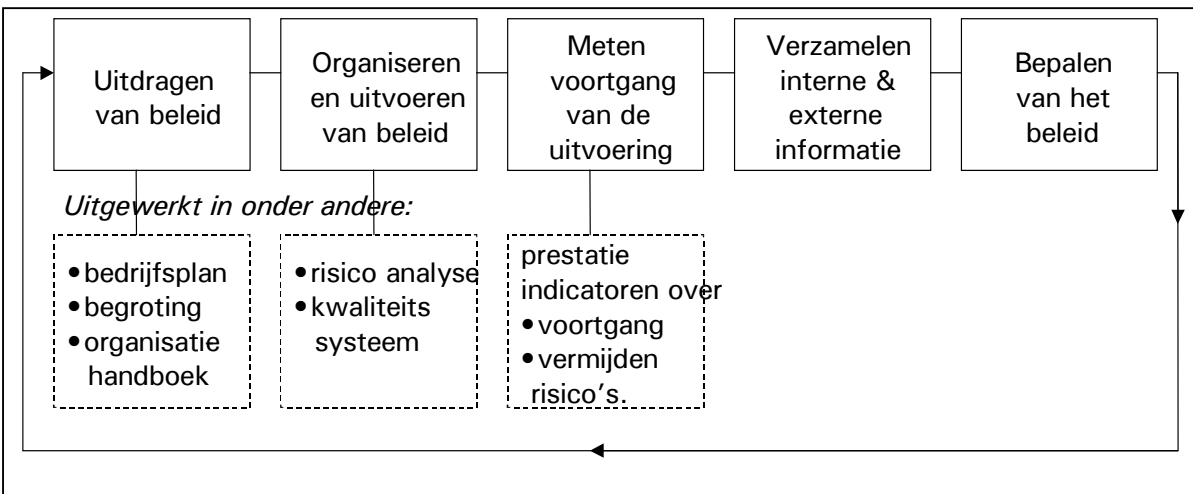 Uitdragen
van beleid
Organiseren
en uitvoeren
van beleid
Meten
voortgang
van de
uitvoering
Verzamelen
interne &
externe
informatie
Bepalen
van het
beleid
Uitgewerkt in onder andere:
•bedrijfsplan
•begroting
•organisatie
handboek
•risico analyse
•kwaliteits
systeem
prestatie
indicatoren over
•voortgang
•vermijden
risico's.